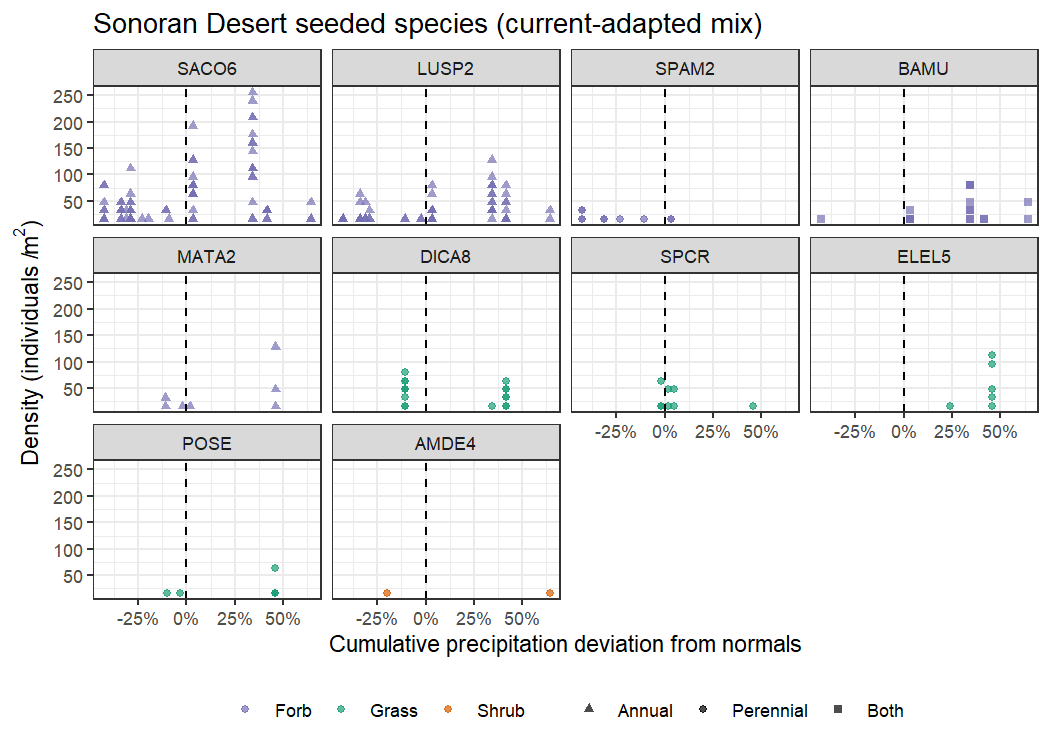 Sonoran Desert seeded species (current-adapted mix)
SACO6 LUSP2 SPAM2 BAMU
250
200
150
100
50
MATA2 DICA8 SPCR ELEL5
250
200
150
100
50
-25% 0% 25% 50% -25% 0% 25% 50%
POSE AMDE4
250
200
150
100
50
-25% 0% 25% 50% -25% 0% 25% 50%
Density (individuals /m²)
Cumulative precipitation deviation from normals
Forb Grass Shrub Annual Perennial Both